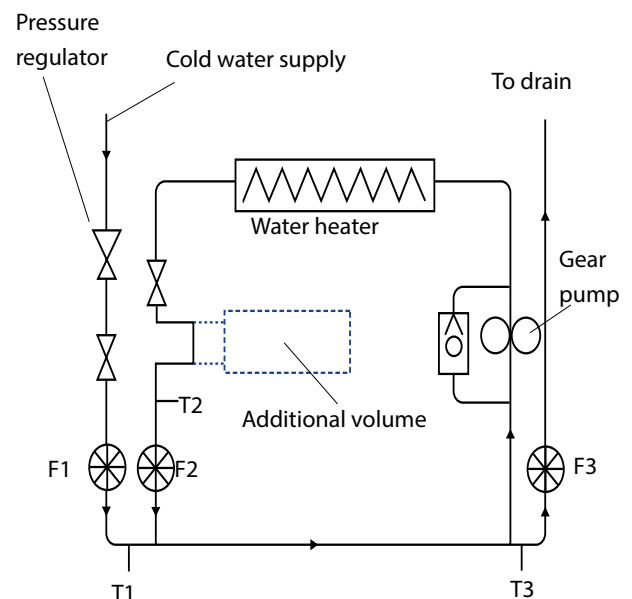 Pressure
regulator
Cold water supply
To drain
Water heater
Gear
pump
T2
Additional volume
F1
F2
F3
T1
T3